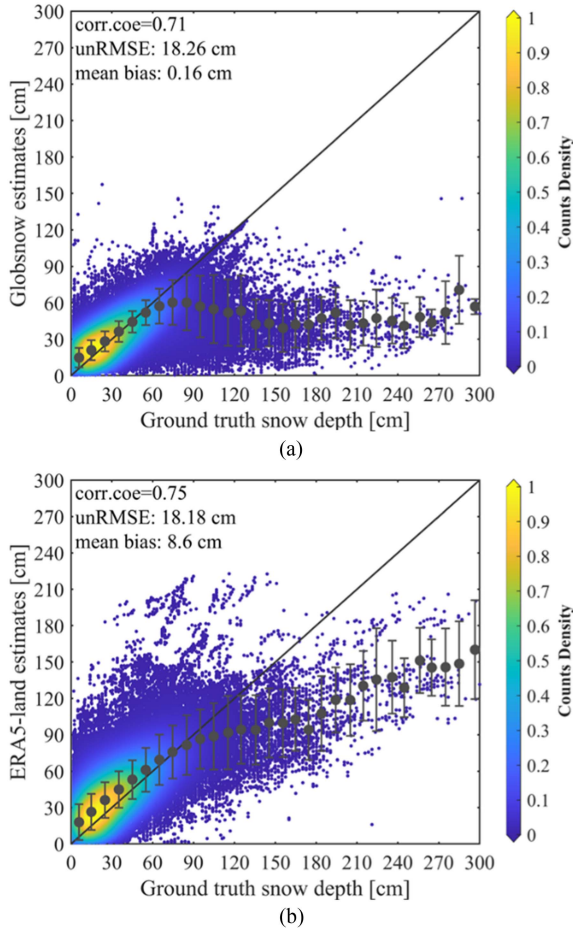 300
270
240
210
180
150
120
90
60
30
0
Globsnow estimates [cm]
corr.coe=0.71
unRMSE: 18.26 cm
mean bias: 0.16 cm
0 30 60 90 120 150 180 210 240 270 300
Ground truth snow depth [cm]
1
0.9
0.8
0.7
0.6
0.5
0.4
0.3
0.2
0.1
0
Counts Density
(a)
300
270
240
210
180
150
120
90
60
30
0
ERA5-land estimates [cm]
corr.coe=0.75
unRMSE: 18.18 cm
mean bias: 8.6 cm
0 30 60 90 120 150 180 210 240 270 300
Ground truth snow depth [cm]
1
0.9
0.8
0.7
0.6
0.5
0.4
0.3
0.2
0.1
0
Counts Density
(b)